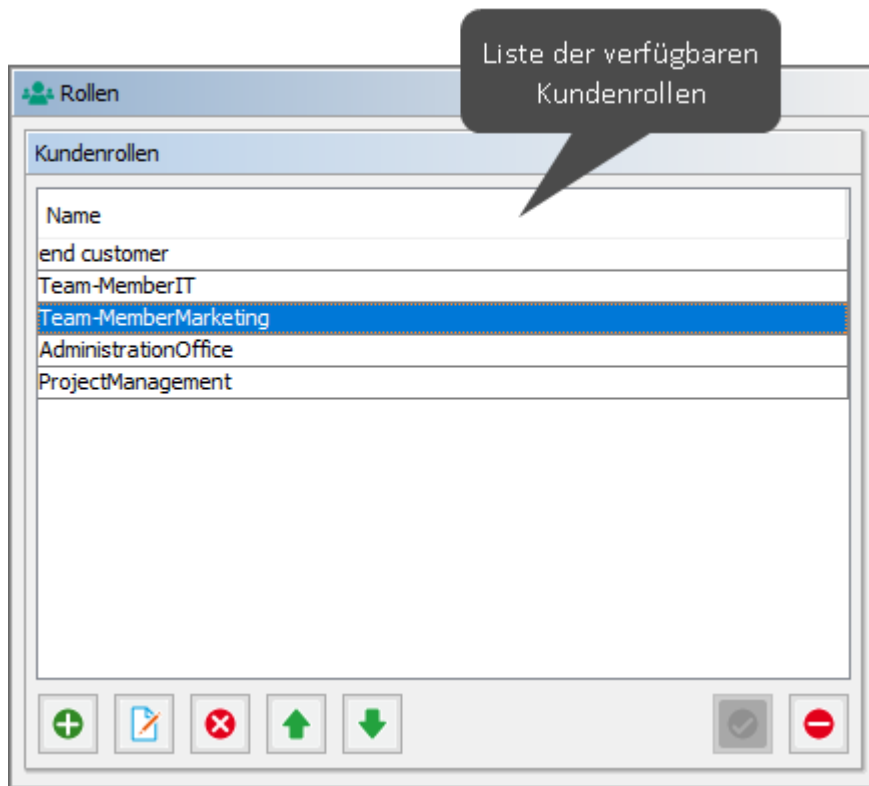 Liste der verfügbaren
Kundenrollen
Rollen
Kundenrollen
Name
end customer
Team-MemberIT
Team-MemberMarketing
AdministrationOffice
ProjectManagement